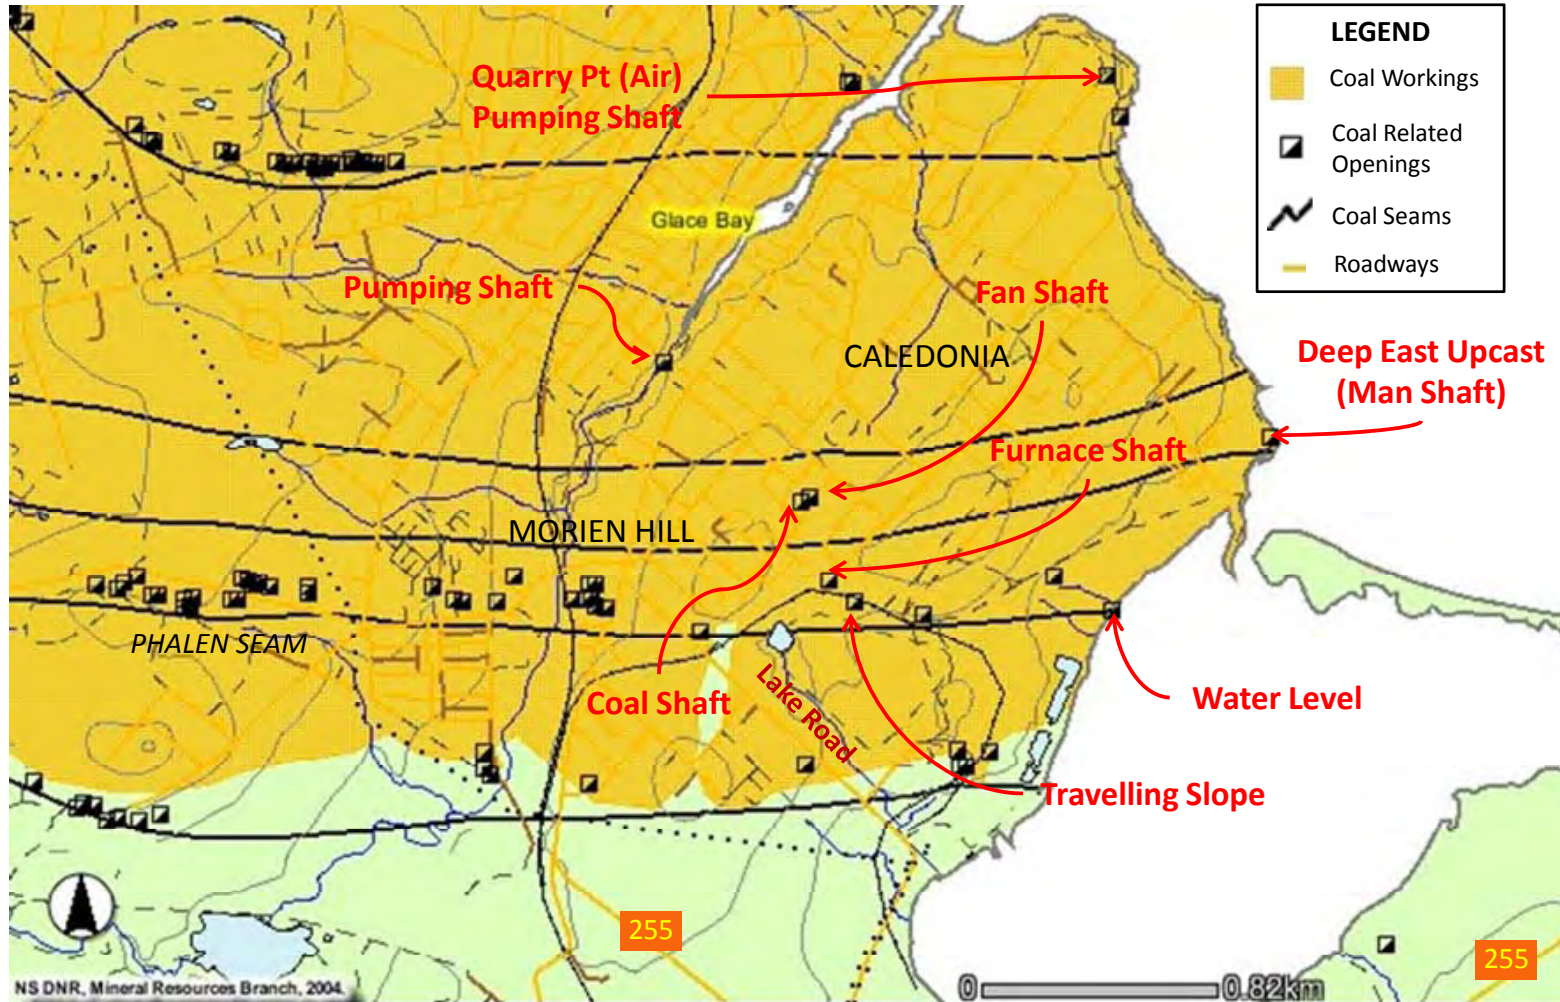 LEGEND
Coal Workings
Coal Related
Openings
Coal Seams
Roadways
Quarry Pt (Air)
Pumping Shaft
Glace Bay
Pumping Shaft
Fan Shaft
CALEDONIA
Deep East Upcast
(Man Shaft)
Furnace Shaft
MORIEN HILL
PHALEN SEAM
Coal Shaft
Lake Road
Water Level
Travelling Slope
255
255
NS DNR, Mineral Resources Branch, 2004.
0 0.82km